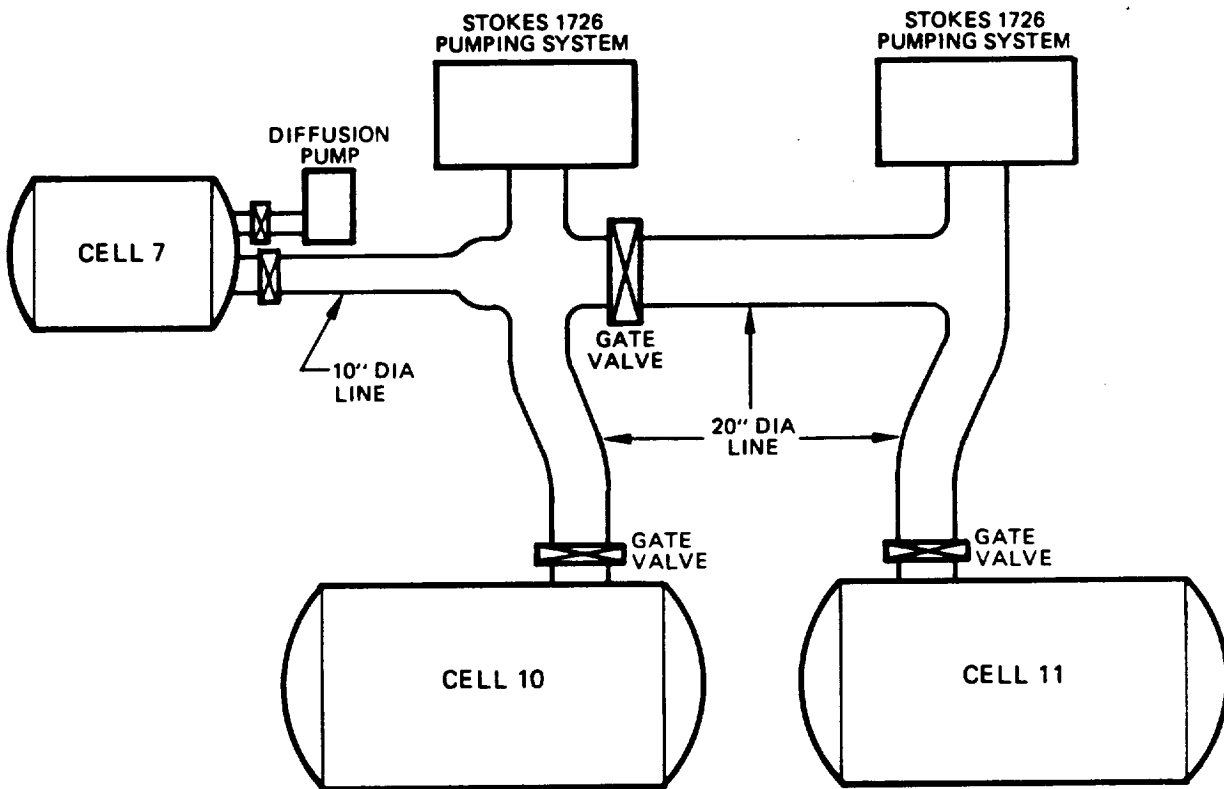 STOKES 1726
PUMPING SYSTEM
STOKES 1726
PUMPING SYSTEM
DIFFUSION
PUMP
CELL 7
GATE
VALVE
10" DIA
LINE
20" DIA
LINE
GATE
VALVE
GATE
VALVE
CELL 10
CELL 11